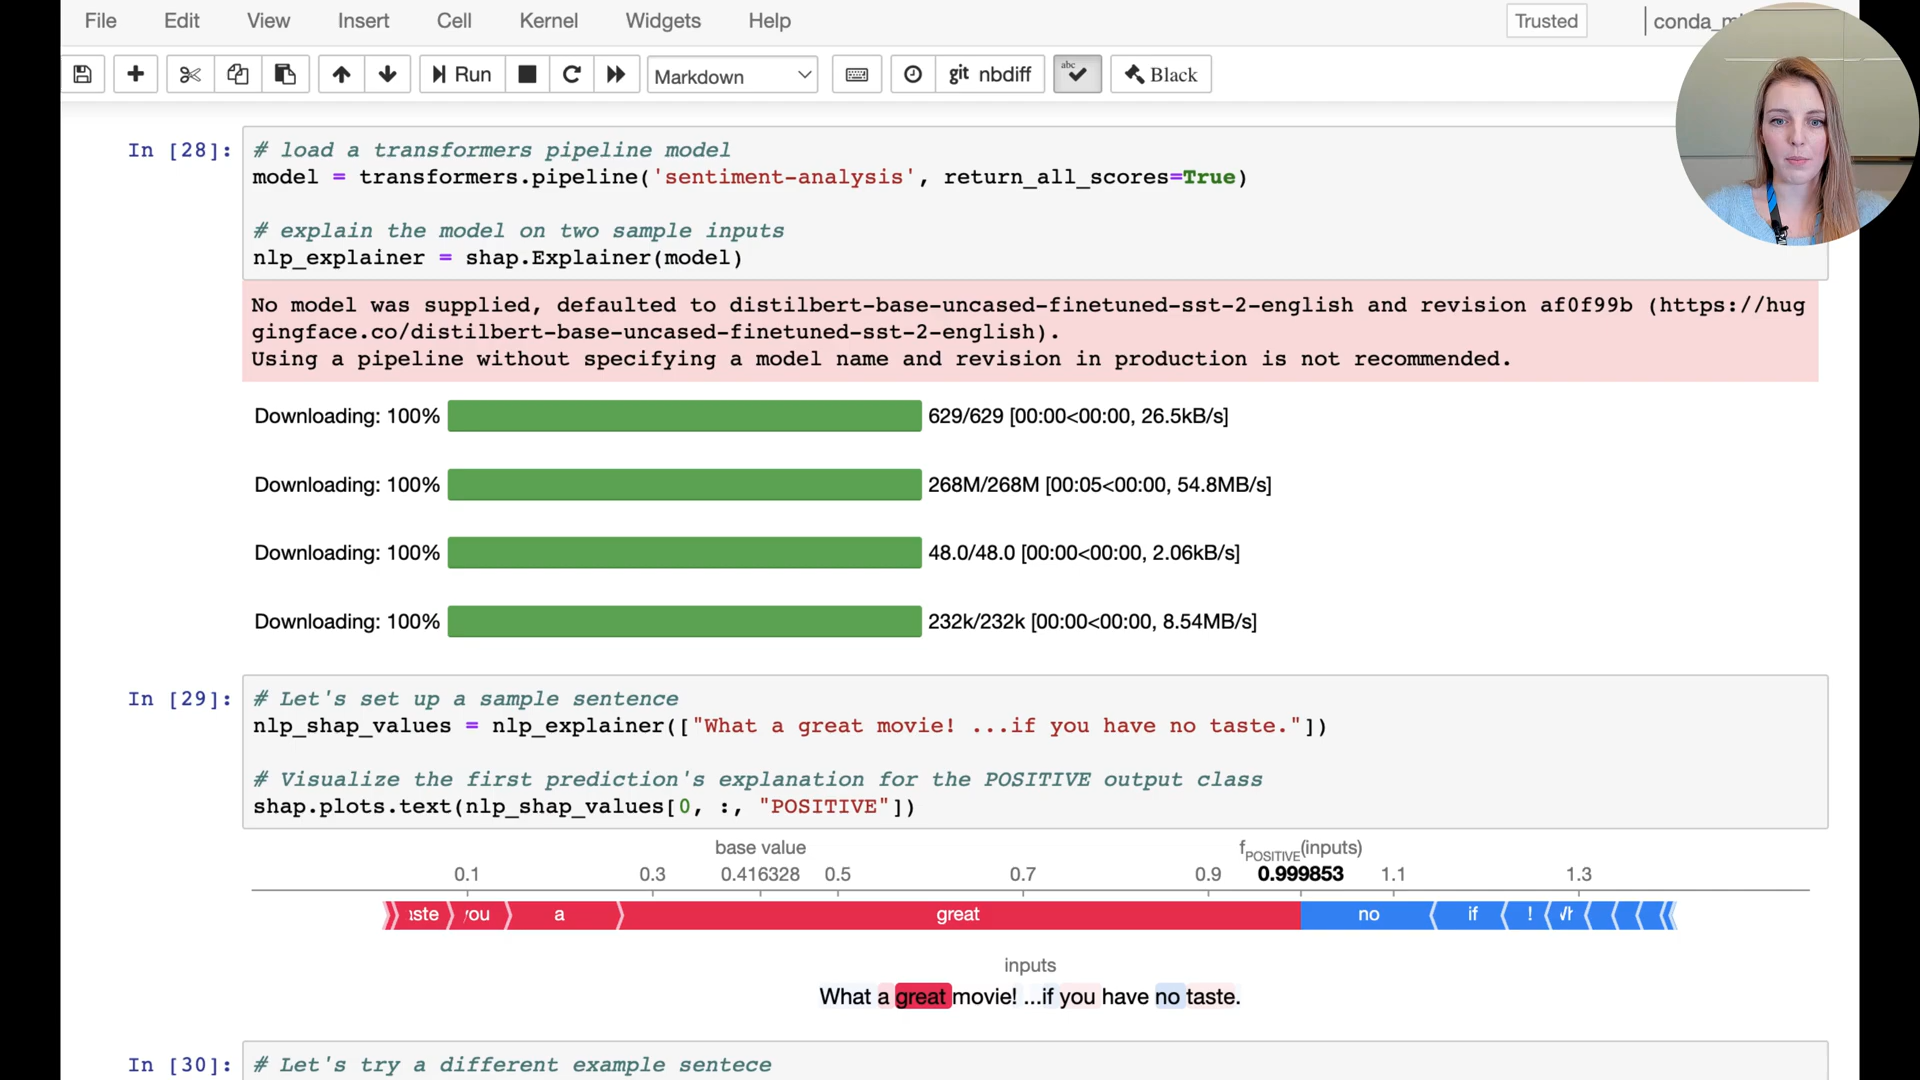 File Edit View Insert Cell Kernel Widgets Help Trusted
Run Markdown git nbdiff abc Black
In [28]:
# load a transformers pipeline model
model = transformers.pipeline('sentiment-analysis', return_all_scores=True)
# explain the model on two sample inputs
nlp_explainer = shap.Explainer(model)
No model was supplied, defaulted to distilbert-base-uncased-finetuned-sst-2-english and revision af0f99b (https://hug
gingface.co/distilbert-base-uncased-finetuned-sst-2-english).
Using a pipeline without specifying a model name and revision in production is not recommended.
Downloading: 100% 629/629 [00:00<00:00, 26.5kB/s]
Downloading: 100% 268M/268M [00:05<00:00, 54.8MB/s]
Downloading: 100% 48.0/48.0 [00:00<00:00, 2.06kB/s]
Downloading: 100% 232k/232k [00:00<00:00, 8.54MB/s]
In [29]:
# Let's set up a sample sentence
nlp_shap_values = nlp_explainer(["What a great movie! ...if you have no taste."])
# Visualize the first prediction's explanation for the POSITIVE output class
shap.plots.text(nlp_shap_values[0, :, "POSITIVE"])
base value fPOSITIVE(inputs)
0.1 0.3 0.416328 0.5 0.7 0.9 0.999853 1.1 1.3
you a great no if !
inputs
What a great movie! ...if you have no taste.
In [30]:
# Let's try a different example sentece